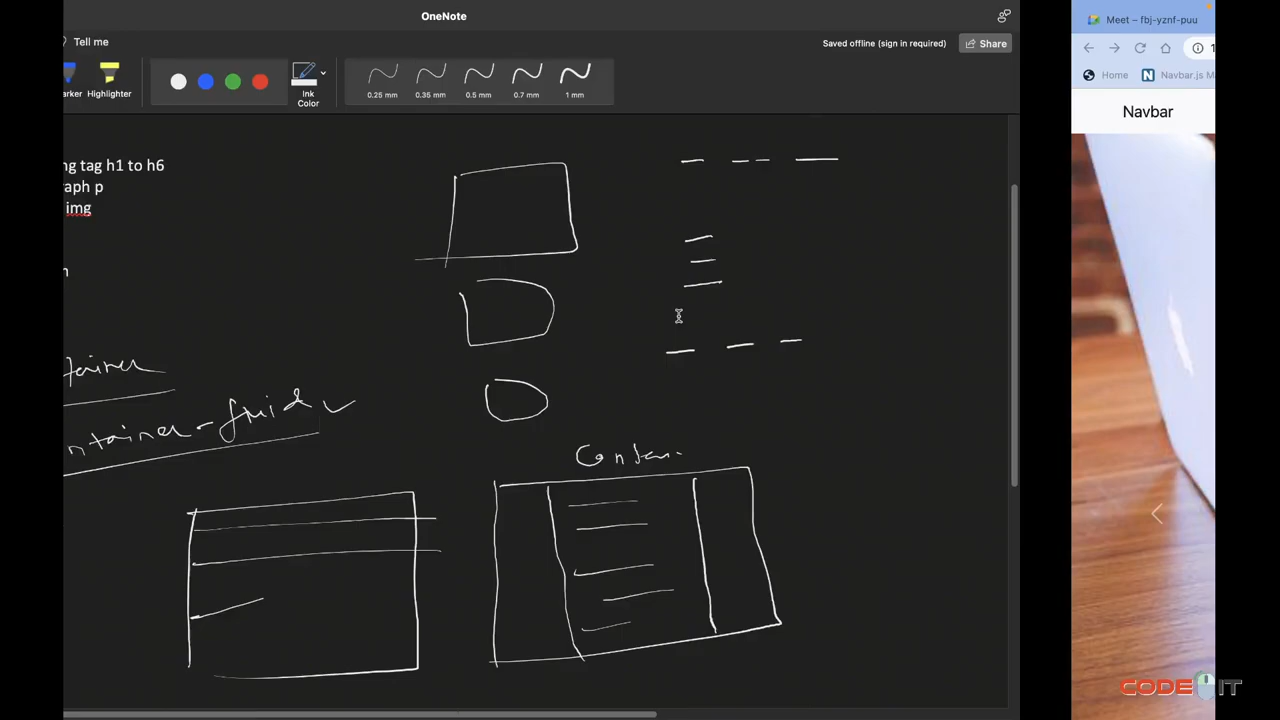 OneNote
Tell me
Saved offline (sign in required)
Share
arker
Highlighter
Ink
Color
0.25 mm
0.35 mm
0.5 mm
0.7 mm
1 mm
ng tag h1 to h6
raph p
img
n
tainer
ntainer-fluid
Meet – fbj-yznf-puu
Home
Navbar.js M
Navbar
CODE IT